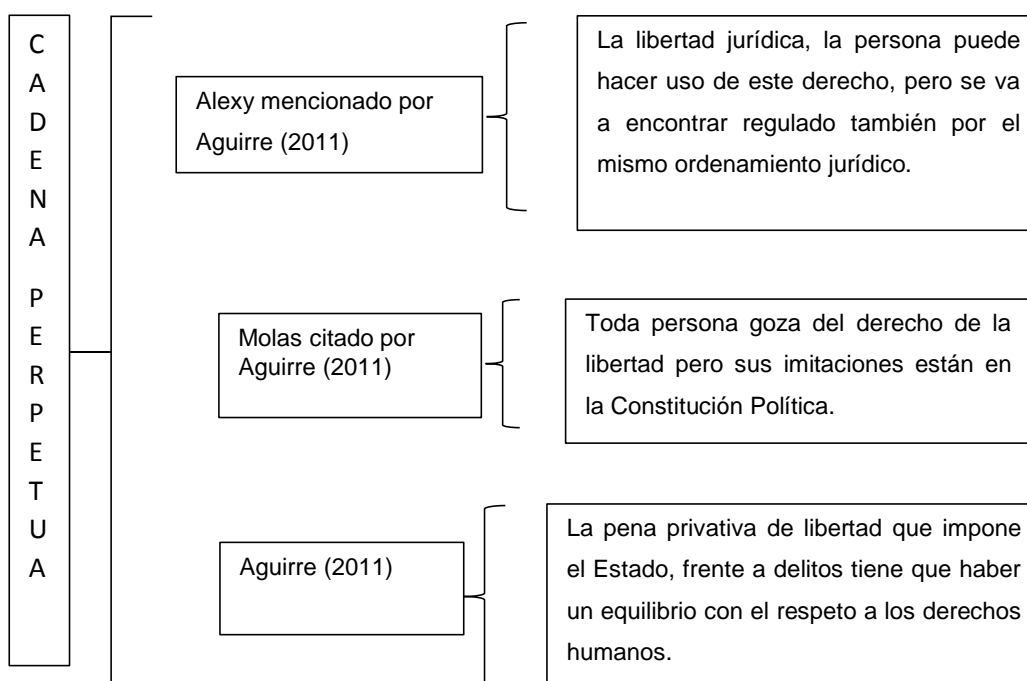 CADENA PERPETUA
Alexy mencionado por
Aguirre (2011)
La libertad jurídica, la persona puede
hacer uso de este derecho, pero se va
a encontrar regulado también por el
mismo ordenamiento jurídico.
Molas citado por
Aguirre (2011)
Toda persona goza del derecho de la
libertad pero sus imitaciones están en
la Constitución Política.
Aguirre (2011)
La pena privativa de libertad que impone
el Estado, frente a delitos tiene que haber
un equilibrio con el respeto a los derechos
humanos.